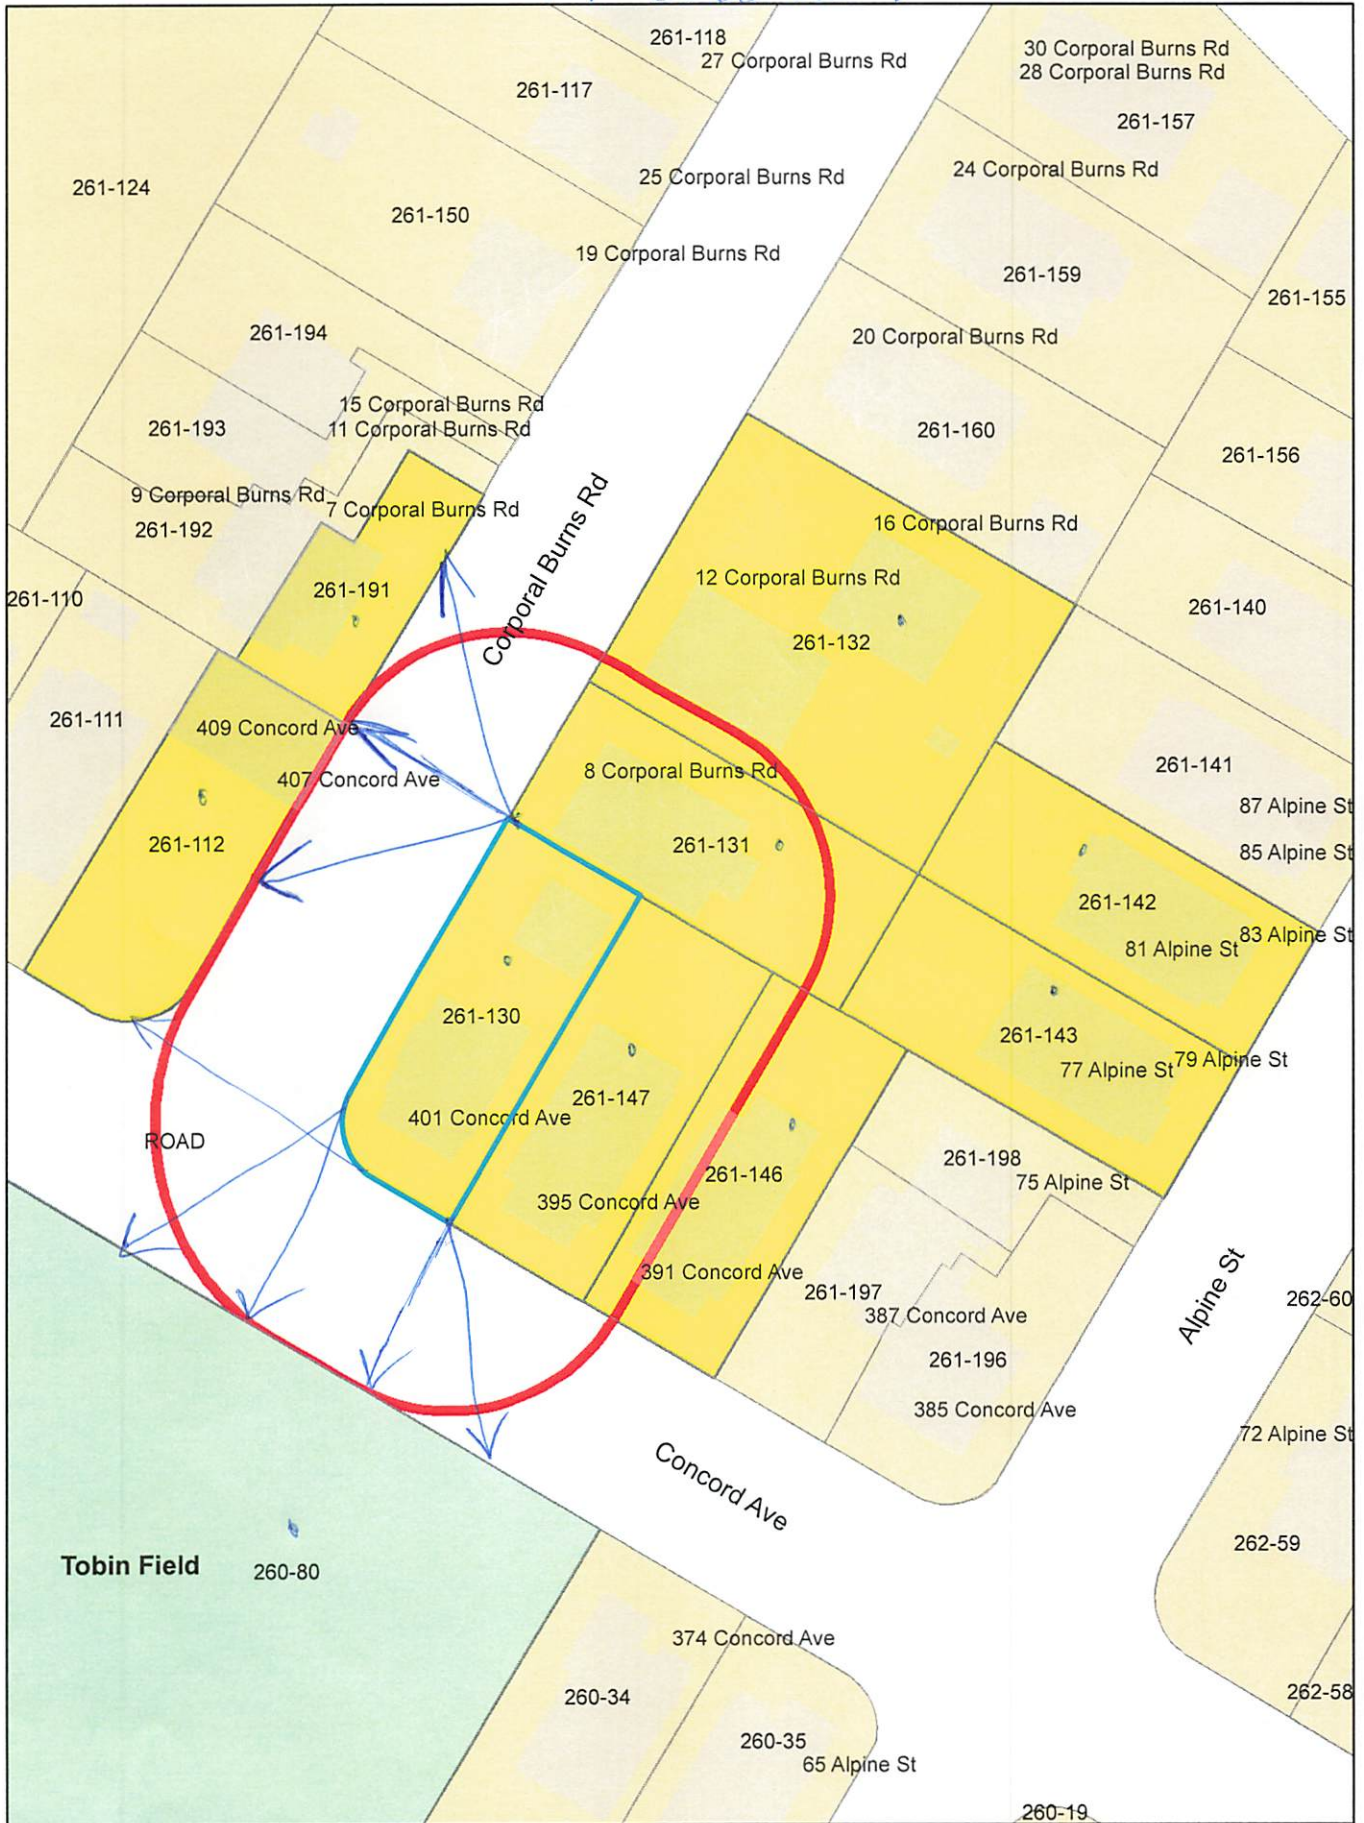 261-118
27 Corporal Burns Rd
30 Corporal Burns Rd
28 Corporal Burns Rd
261-117
261-157
25 Corporal Burns Rd
24 Corporal Burns Rd
261-124
261-150
19 Corporal Burns Rd
261-159
261-155
261-194
20 Corporal Burns Rd
15 Corporal Burns Rd
261-193
11 Corporal Burns Rd
261-160
261-156
9 Corporal Burns Rd
7 Corporal Burns Rd
261-192
Corporal Burns Rd
16 Corporal Burns Rd
12 Corporal Burns Rd
261-191
261-110
261-140
261-132
261-111
409 Concord Ave
407 Concord Ave
8 Corporal Burns Rd
261-141
87 Alpine St
261-112
261-131
85 Alpine St
261-142
83 Alpine St
81 Alpine St
261-130
261-143
79 Alpine St
77 Alpine St
261-147
401 Concord Ave
ROAD
261-198
261-146
75 Alpine St
395 Concord Ave
391 Concord Ave
261-197
387 Concord Ave
Alpine St
262-60
261-196
385 Concord Ave
72 Alpine St
Concord Ave
262-59
Tobin Field
260-80
374 Concord Ave
260-34
262-58
260-35
65 Alpine St
260-19